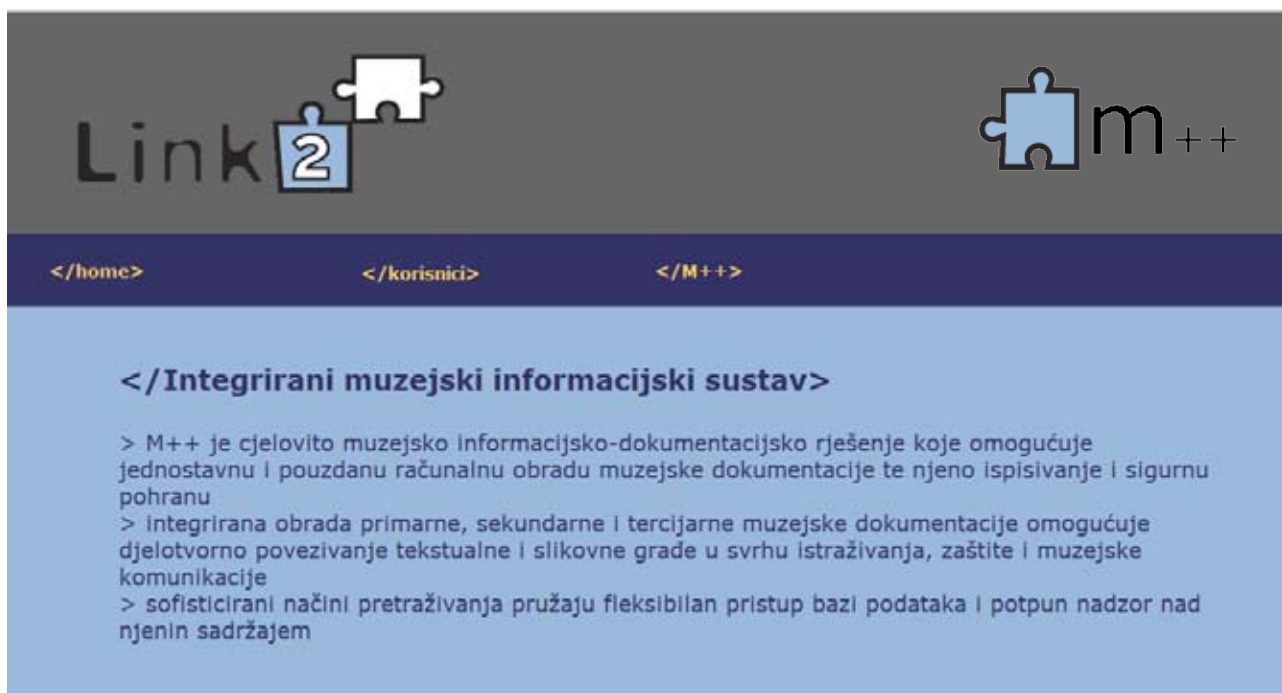 Link 2
m++
</home> </korisnici> </M++>
</Integrirani muzejski informacijski sustav>
> M++ je cjelovito muzejsko informacijsko-dokumentacijsko rješenje koje omogućuje
jednostavnu i pouzdanu računalnu obradu muzejske dokumentacije te njeno ispisivanje i sigurnu
pohranu
> integrirana obrada primarne, sekundarne i tercijarne muzejske dokumentacije omogućuje
djelotvorno povezivanje tekstualne i slikovne građe u svrhu istraživanja, zaštite i muzejske
komunikacije
> sofisticirani načini pretraživanja pružaju fleksibilan pristup bazi podataka i potpun nadzor nad
njenin sadržajem